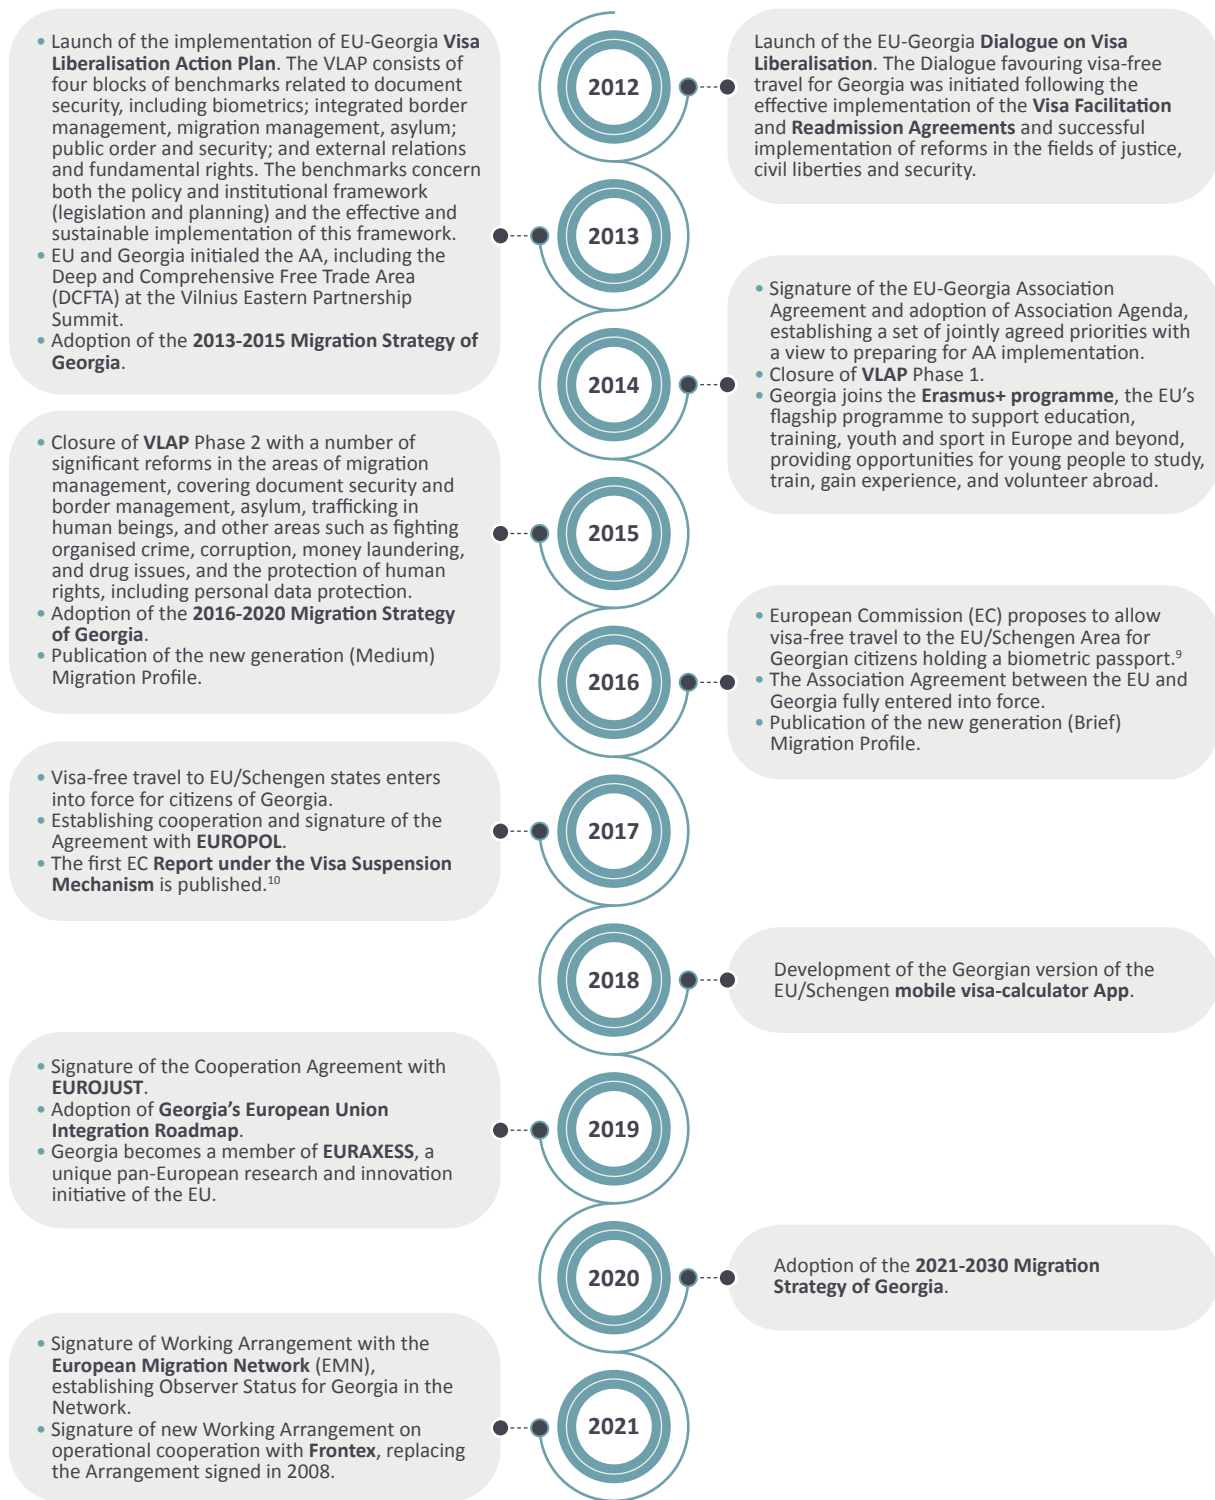 2012
Launch of the EU-Georgia Dialogue on Visa
Liberalisation. The Dialogue favouring visa-free
travel for Georgia was initiated following the
effective implementation of the Visa Facilitation
and Readmission Agreements and successful
implementation of reforms in the fields of justice,
civil liberties and security.
• Launch of the implementation of EU-Georgia Visa
Liberalisation Action Plan. The VLAP consists of
four blocks of benchmarks related to document
security, including biometrics; integrated border
management, migration management, asylum;
public order and security; and external relations
and fundamental rights. The benchmarks concern
both the policy and institutional framework
(legislation and planning) and the effective and
sustainable implementation of this framework.
• EU and Georgia initialed the AA, including the
Deep and Comprehensive Free Trade Area
(DCFTA) at the Vilnius Eastern Partnership
Summit.
• Adoption of the 2013-2015 Migration Strategy of
Georgia.
2013
2014
• Signature of the EU-Georgia Association
Agreement and adoption of Association Agenda,
establishing a set of jointly agreed priorities with
a view to preparing for AA implementation.
• Closure of VLAP Phase 1.
• Georgia joins the Erasmus+ programme, the EU's
flagship programme to support education,
training, youth and sport in Europe and beyond,
providing opportunities for young people to study,
train, gain experience, and volunteer abroad.
• Closure of VLAP Phase 2 with a number of
significant reforms in the areas of migration
management, covering document security and
border management, asylum, trafficking in
human beings, and other areas such as fighting
organised crime, corruption, money laundering,
and drug issues, and the protection of human
rights, including personal data protection.
• Adoption of the 2016-2020 Migration Strategy
of Georgia.
• Publication of the new generation (Medium)
Migration Profile.
2015
2016
• European Commission (EC) proposes to allow
visa-free travel to the EU/Schengen Area for
Georgian citizens holding a biometric passport.9
• The Association Agreement between the EU and
Georgia fully entered into force.
• Publication of the new generation (Brief)
Migration Profile.
• Visa-free travel to EU/Schengen states enters
into force for citizens of Georgia.
• Establishing cooperation and signature of the
Agreement with EUROPOL.
• The first EC Report under the Visa Suspension
Mechanism is published.10
2017
2018
Development of the Georgian version of the
EU/Schengen mobile visa-calculator App.
• Signature of the Cooperation Agreement with
EUROJUST.
• Adoption of Georgia's European Union
Integration Roadmap.
• Georgia becomes a member of EURAXESS, a
unique pan-European research and innovation
initiative of the EU.
2019
2020
Adoption of the 2021-2030 Migration
Strategy of Georgia.
• Signature of Working Arrangement with the
European Migration Network (EMN),
establishing Observer Status for Georgia in the
Network.
• Signature of new Working Arrangement on
operational cooperation with Frontex, replacing
the Arrangement signed in 2008.
2021